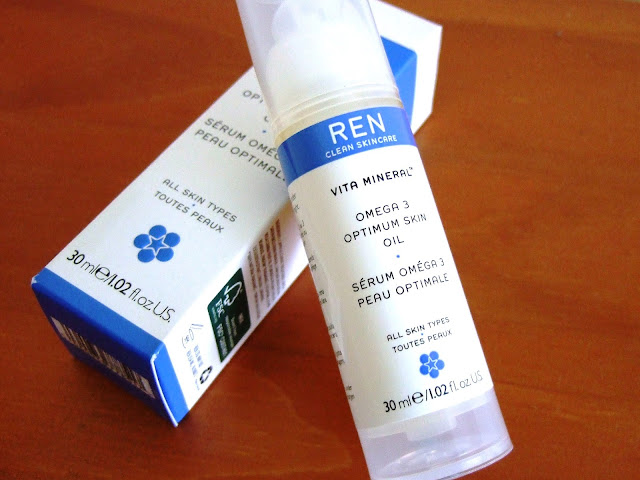 REN
CLEAN SKINCARE
VITA MINERAL™
OMEGA 3
OPTIMUM SKIN
OIL
SÉRUM OMÉGA 3
PEAU OPTIMALE
ALL SKIN TYPES
TOUTES PEAUX
30 ml e/1.02 fl.oz.US.
SÉRUM OMÉG
PEAU OPTIMALE
ALL SKIN TYPES
TOUTES PEAUX
30 ml e/1.02 fl.oz.US.
FSC